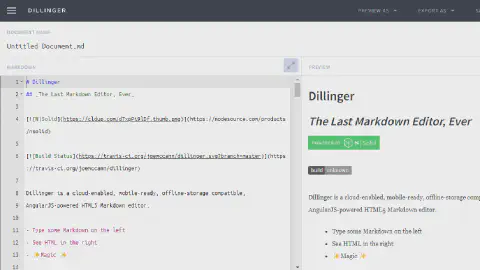 DILLINGER
PREVIEW AS
EXPORT AS
DOCUMENT NAME
Untitled Document.md
MARKDOWN
PREVIEW
1 # Dillinger
2 ## _The Last Markdown Editor, Ever_
3
4 [![N|Solid](https://cldup.com/dTxpPi9lDf.thumb.png)](https://nodesource.com/products
/nsolid)
5
6 [![Build Status](https://travis-ci.org/joemccann/dillinger.svg?branch=master)](https
://travis-ci.org/joemccann/dillinger)
7
8 Dillinger is a cloud-enabled, mobile-ready, offline-storage compatible,
9 AngularJS-powered HTML5 Markdown editor.
10
11 - Type some Markdown on the left
12 - See HTML in the right
13 - ✨Magic ✨
Dillinger
The Last Markdown Editor, Ever
POWERED BY N|SOLID
build unknown
Dillinger is a cloud-enabled, mobile-ready, offline-storage
AngularJS-powered HTML5 Markdown editor.
• Type some Markdown on the left
• See HTML in the right
• ✨Magic ✨